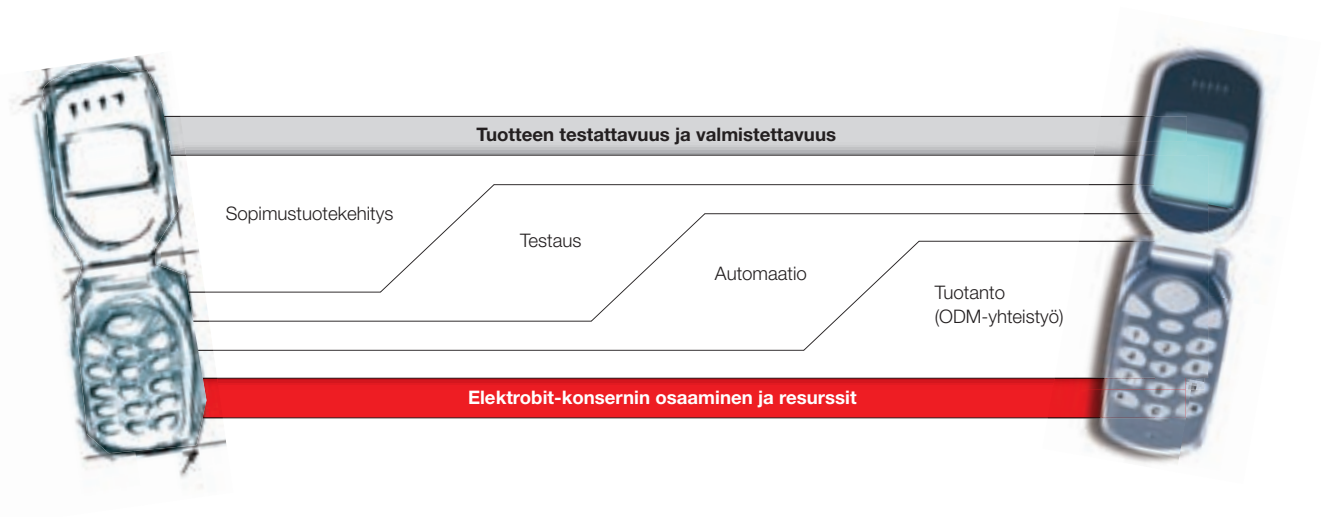 Tuotteen testattavuus ja valmistettavuus
Sopimustuotekehitys
Testaus
Automaatio
Tuotanto
(ODM-yhteistyö)
Elektrobit-konsernin osaaminen ja resurssit